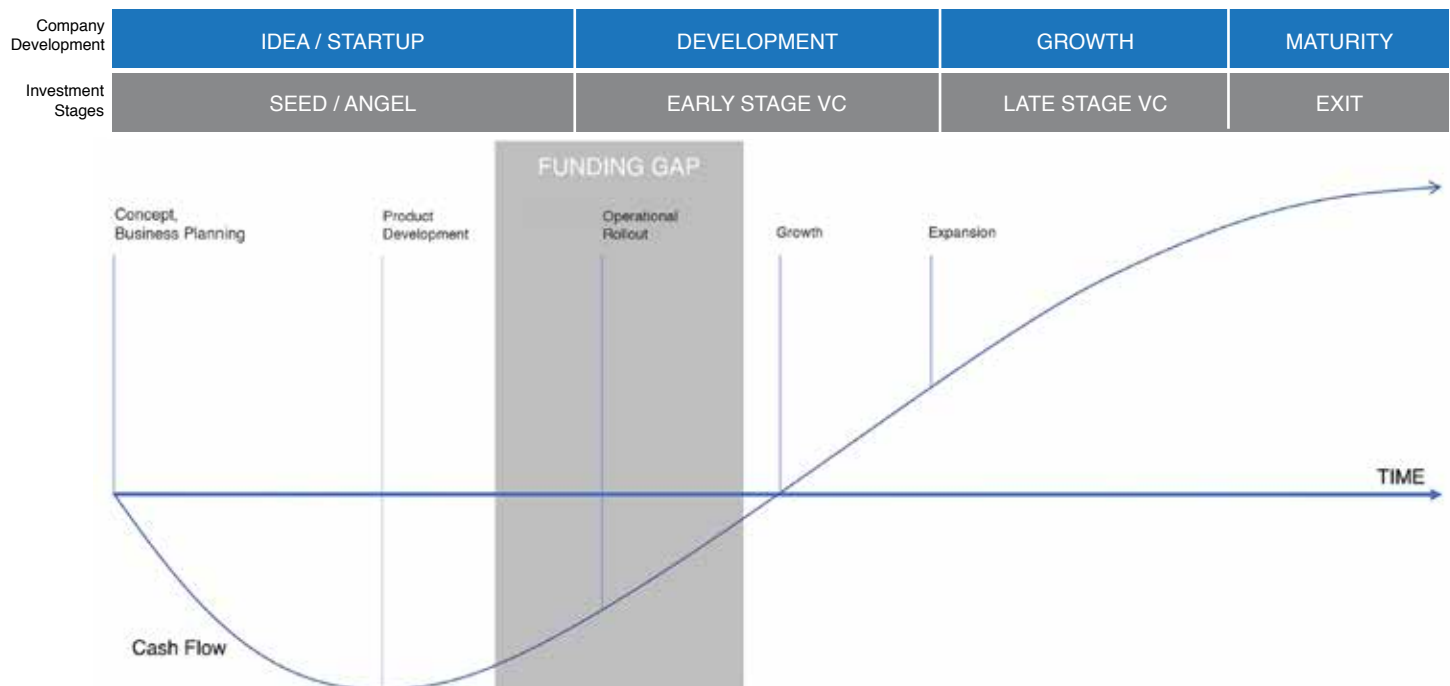 Company
Development
IDEA / STARTUP
DEVELOPMENT
GROWTH
MATURITY
Investment
Stages
SEED / ANGEL
EARLY STAGE VC
LATE STAGE VC
EXIT
FUNDING GAP
Concept,
Business Planning
Product
Development
Operational
Rollout
Growth
Expansion
TIME
Cash Flow